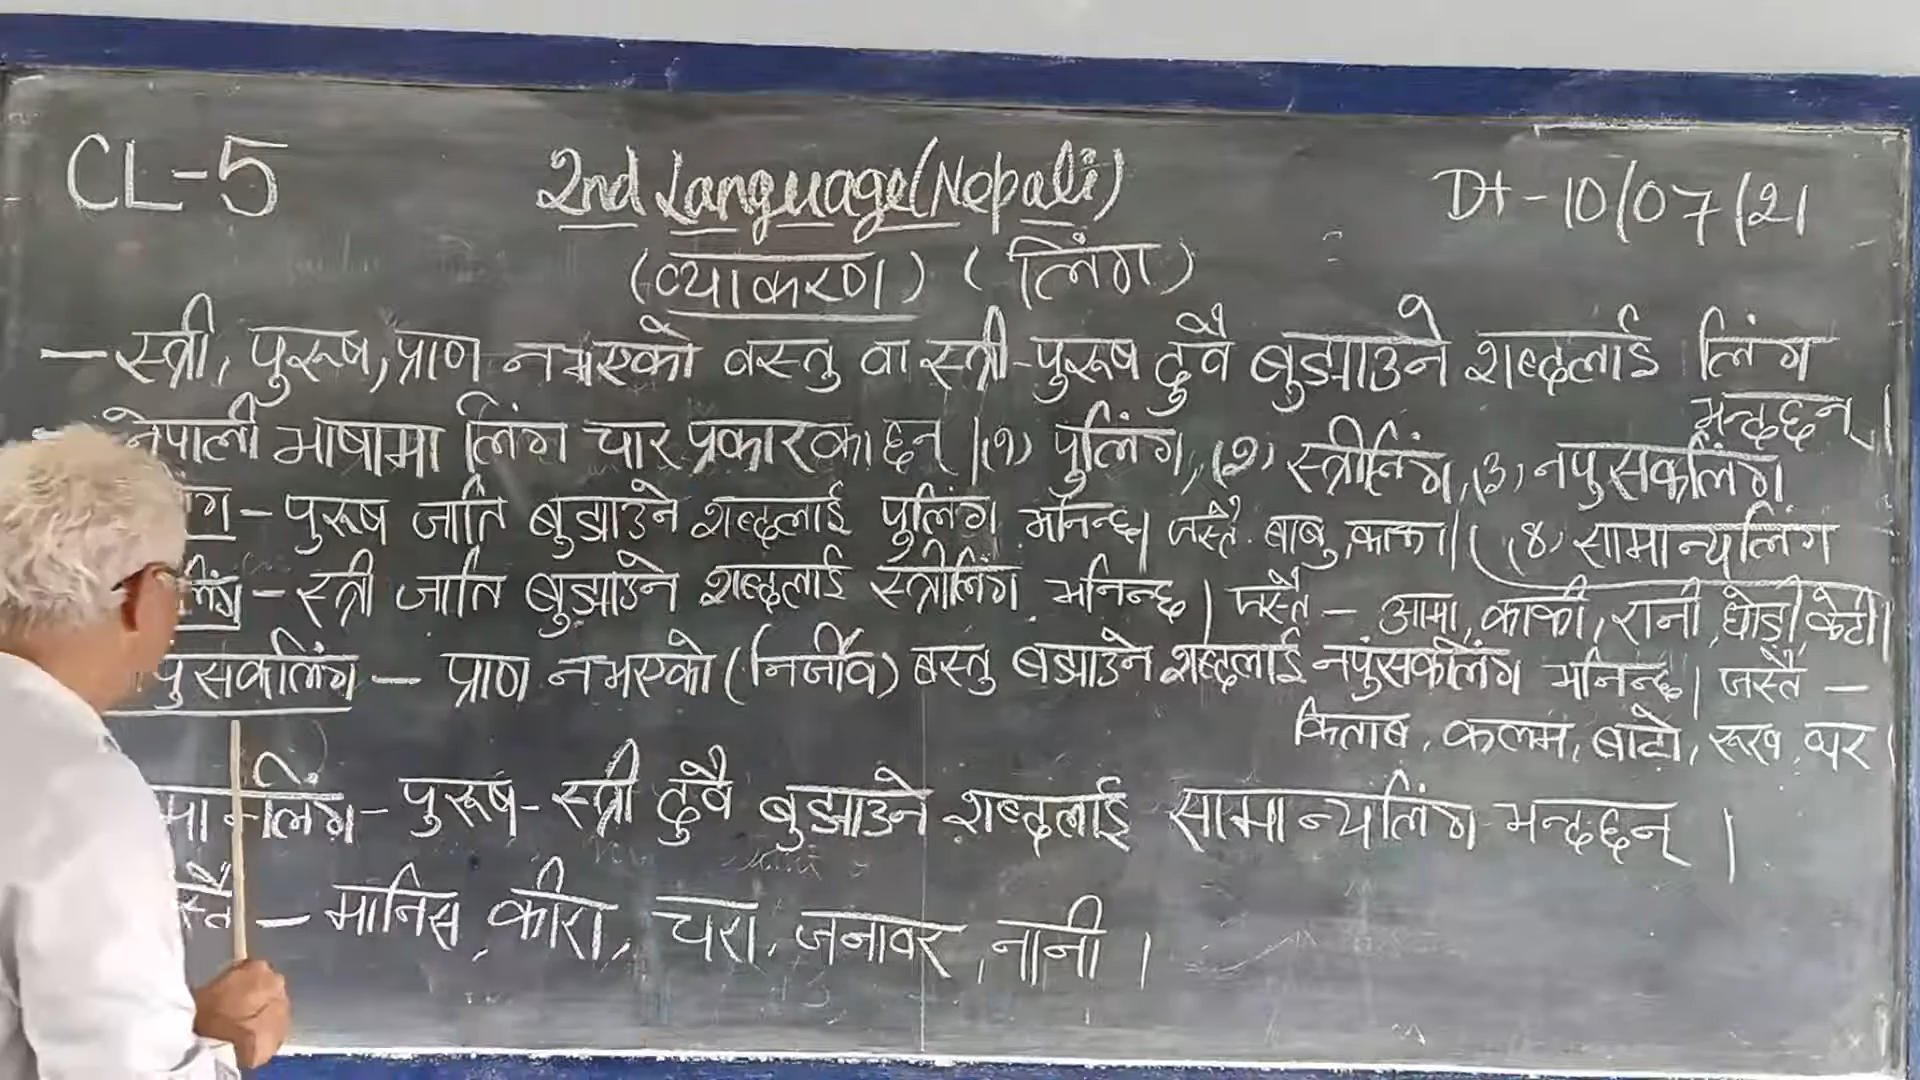 CL-5 2nd Language(Nepali) Dt-10/07/21
(व्याकरण) (लिंग)
— स्त्री, पुरूष, प्राण नभएको वस्तु वा स्त्री-पुरूष दुवै बुझाउने शब्दलाई लिंग
भन्दछन् ।
नेपाली भाषामा लिंग चार प्रकारका छन् । (१) पुलिंग, (२) स्त्रीलिंग, (३) नपुसकलिंग
(४) सामान्यलिंग
ंग - पुरूष जाति बुझाउने शब्दलाई पुलिंग भनिन्छ। जस्तै- बाबु, काका।
लिंग - स्त्री जाति बुझाउने शब्दलाई स्त्रीलिंग भनिन्छ । जस्तै - आमा, काकी, रानी, घोडी, केटी।
पुसकलिंग — प्राण नभएको (निर्जीव) बस्तु बझाउने शब्दलाई नपुंसकलिंग भनिन्छ। जस्तै —
किताब, कलम, बाटो, रूख, घर ।
लिंग - पुरूष - स्त्री दुवै बुझाउने शब्दलाई सामान्यलिंग भन्दछन् ।
स्तै — मानिस, कीरा, चरा, जनावर, नानी ।